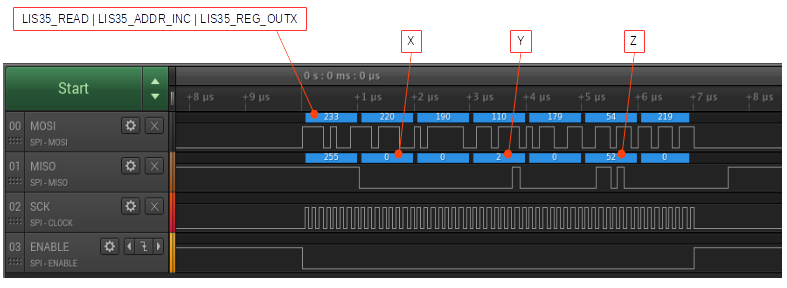 LIS35_READ | LIS35_ADDR_INC | LIS35_REG_OUTX
X
Y
Z
Start
0 s : 0 ms : 0 µs
+8 µs +9 µs +1 µs +2 µs +3 µs +4 µs +5 µs +6 µs +7 µs +8 µs
00 MOSI
SPI - MOSI
233 220 190 110 179 54 219
01 MISO
SPI - MISO
255 0 0 2 0 52 0
02 SCK
SPI - CLOCK
03 ENABLE
SPI - ENABLE